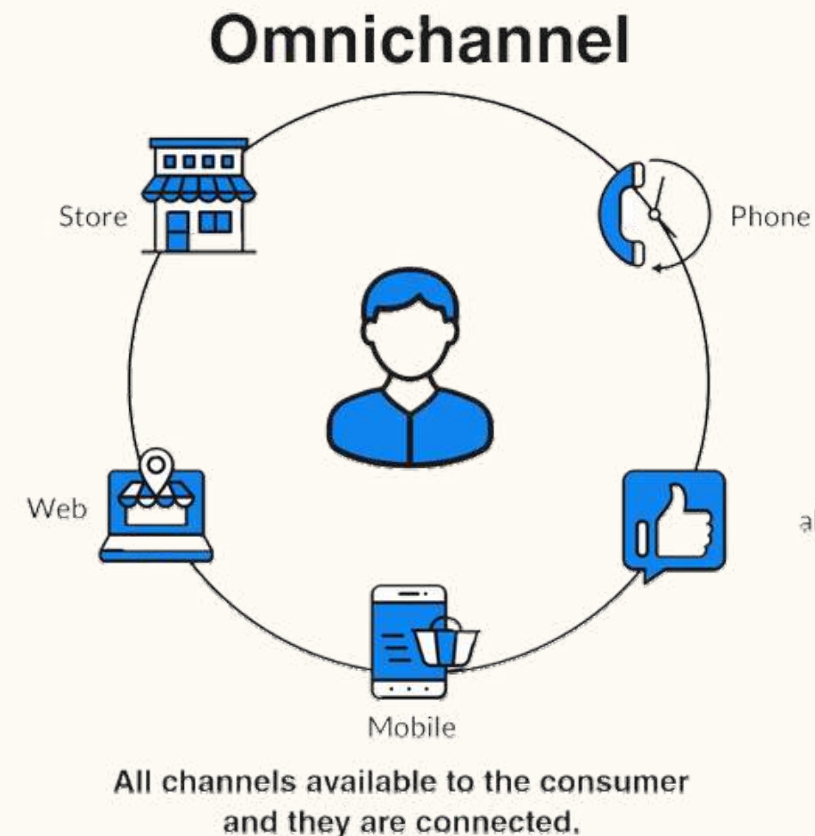 Omnichannel
Store
Phone
Web
Mobile
All channels available to the consumer
and they are connected.